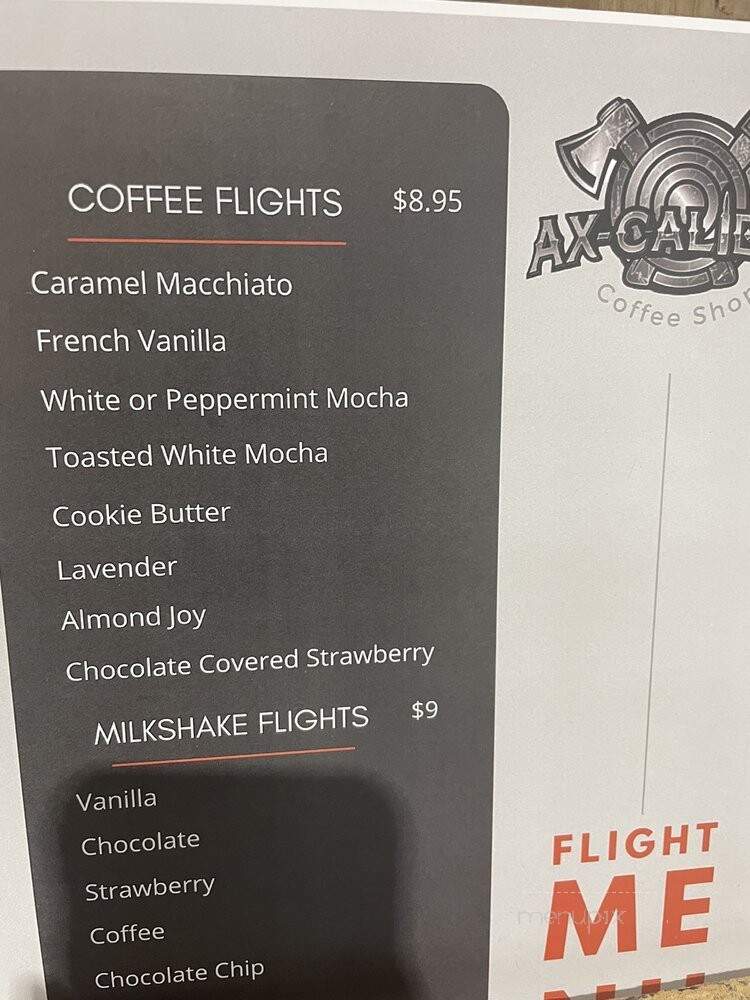 COFFEE FLIGHTS $8.95
Caramel Macchiato
French Vanilla
White or Peppermint Mocha
Toasted White Mocha
Cookie Butter
Lavender
Almond Joy
Chocolate Covered Strawberry
MILKSHAKE FLIGHTS $9
Vanilla
Chocolate
Strawberry
Coffee
Chocolate Chip
Coffee
FLIGHT
ME
menupix